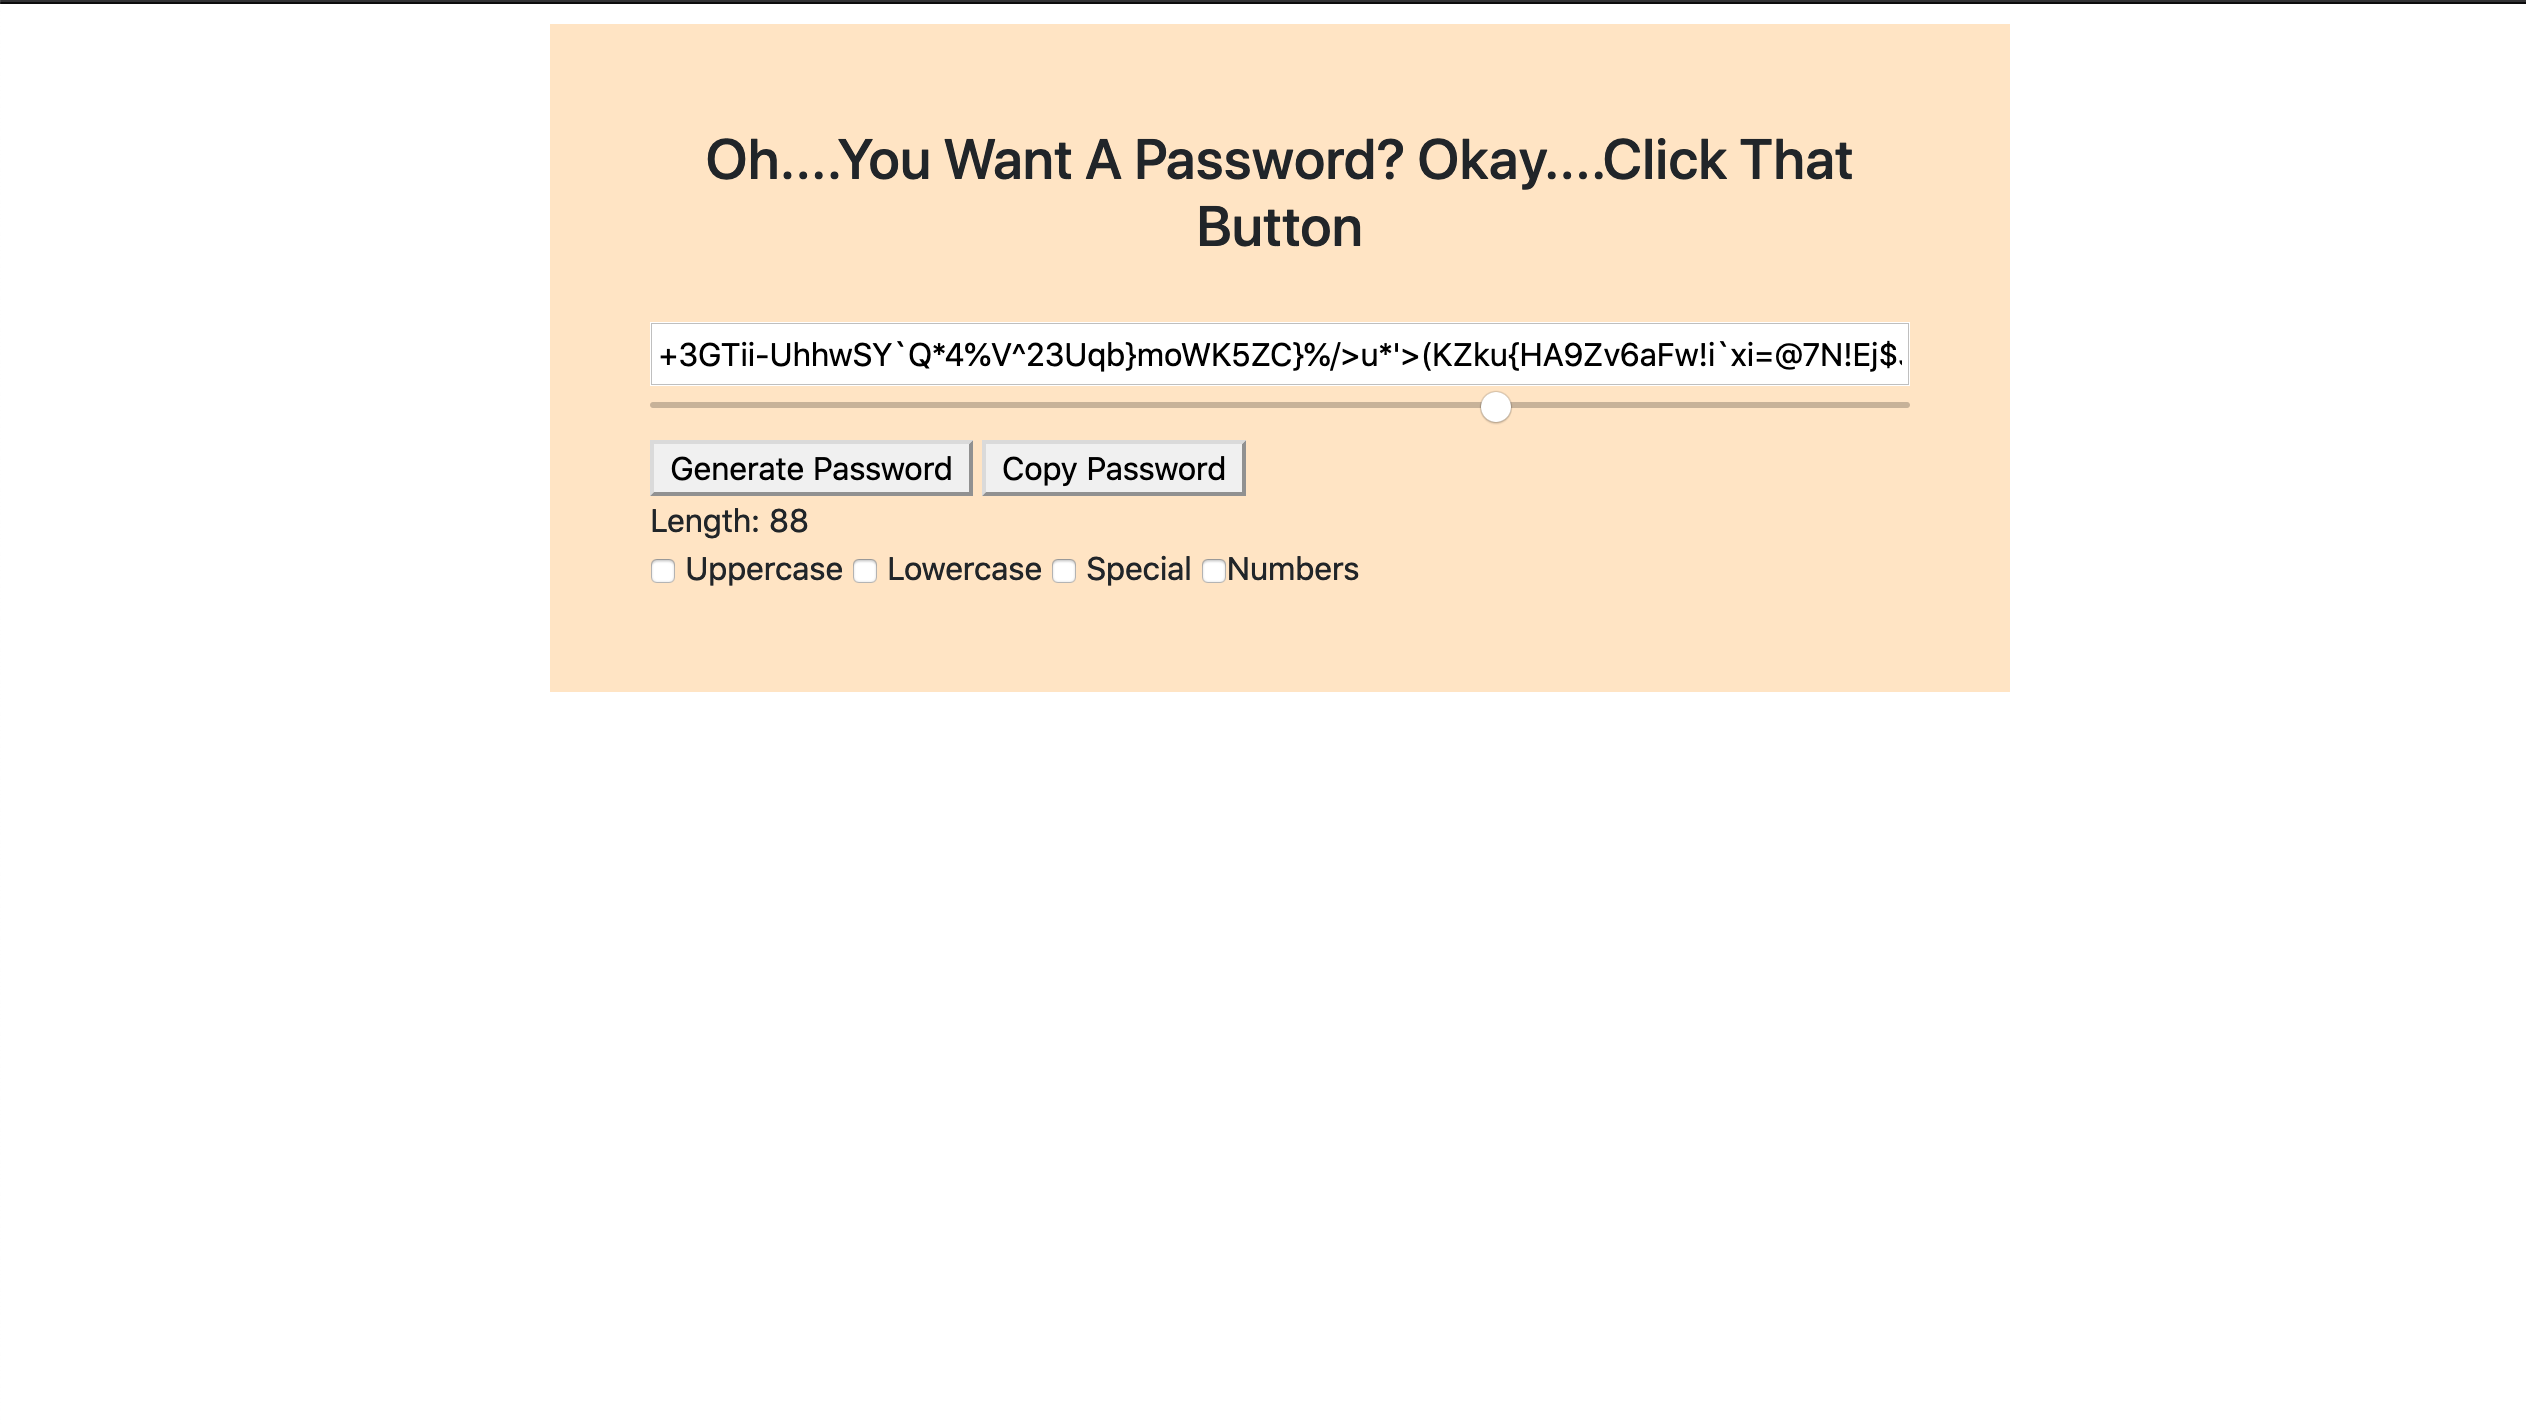 Oh....You Want A Password? Okay....Click That
Button
+3GTii-UhhwSY`Q*4%V^23Uqb}moWK5ZC}%/>u*'>(KZku{HA9Zv6aFw!i`xi=@7N!Ej$
Generate Password Copy Password
Length: 88
Uppercase Lowercase Special Numbers